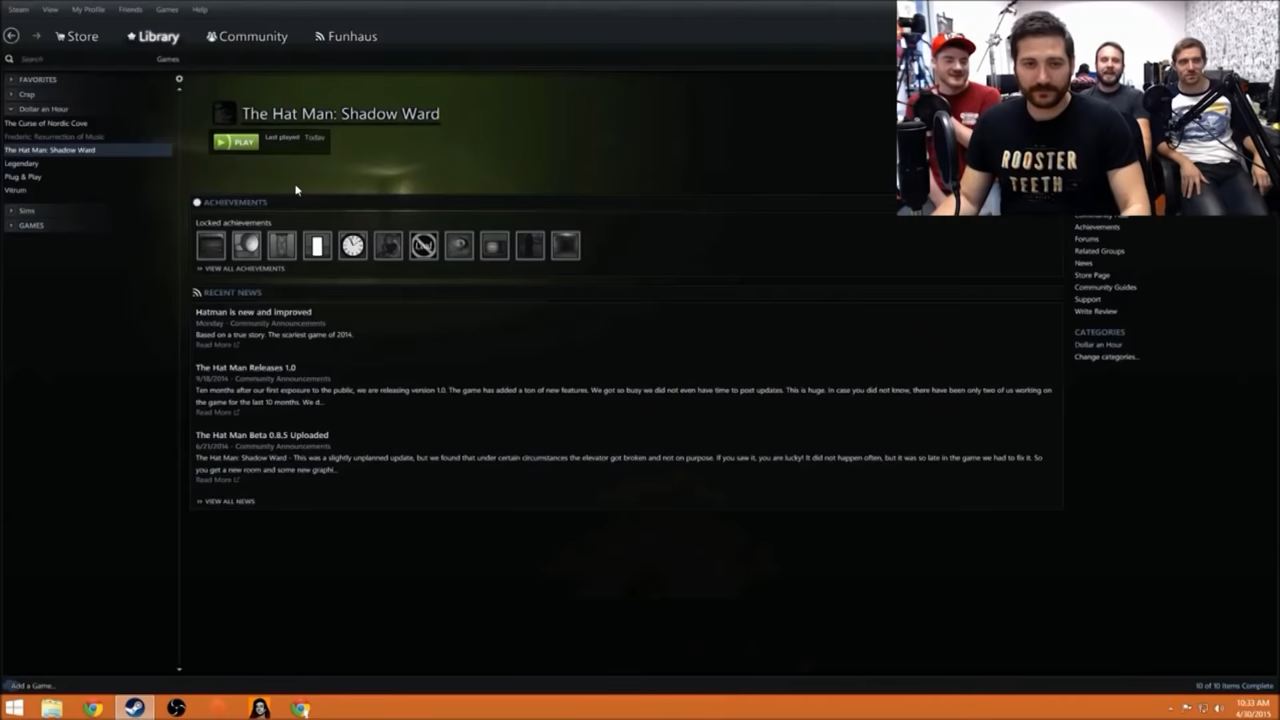 Steam View My Profile Friends Games Help
Store Library Community Funhaus
Search Games
FAVORITES
Crap
Dollar an Hour
The Curse of Nordic Cove
Frederic: Resurrection of Music
The Hat Man: Shadow Ward
Legendary
Plug & Play
Vitrum
Sims
GAMES
The Hat Man: Shadow Ward
PLAY Last played Today
ACHIEVEMENTS
Locked achievements
VIEW ALL ACHIEVEMENTS
RECENT NEWS
Hatman is new and improved
Monday - Community Announcements
Based on a true story. The scariest game of 2014.
Read More
The Hat Man Releases 1.0
9/18/2014 - Community Announcements
Ten months after our first exposure to the public, we are releasing version 1.0. The game has added a ton of new features. We got so busy we did not even have time to post updates. This is huge. In case you did not know, there have been only two of us working on
the game for the last 10 months. We d...
Read More
The Hat Man Beta 0.8.5 Uploaded
6/21/2014 - Community Announcements
The Hat Man: Shadow Ward - This was a slightly unplanned update, but we found that under certain circumstances the elevator got broken and not on purpose. If you saw it, you are lucky! It did not happen often, but it was so late in the game we had to fix it. So
you get a new room and some new graphi...
Read More
VIEW ALL NEWS
ROOSTER
TEETH
Achievements
Forums
Related Groups
News
Store Page
Community Guides
Support
Write Review
CATEGORIES
Dollar an Hour
Change categories...
Add a Game...
10 of 10 Items Complete
10:33 AM
4/30/2015